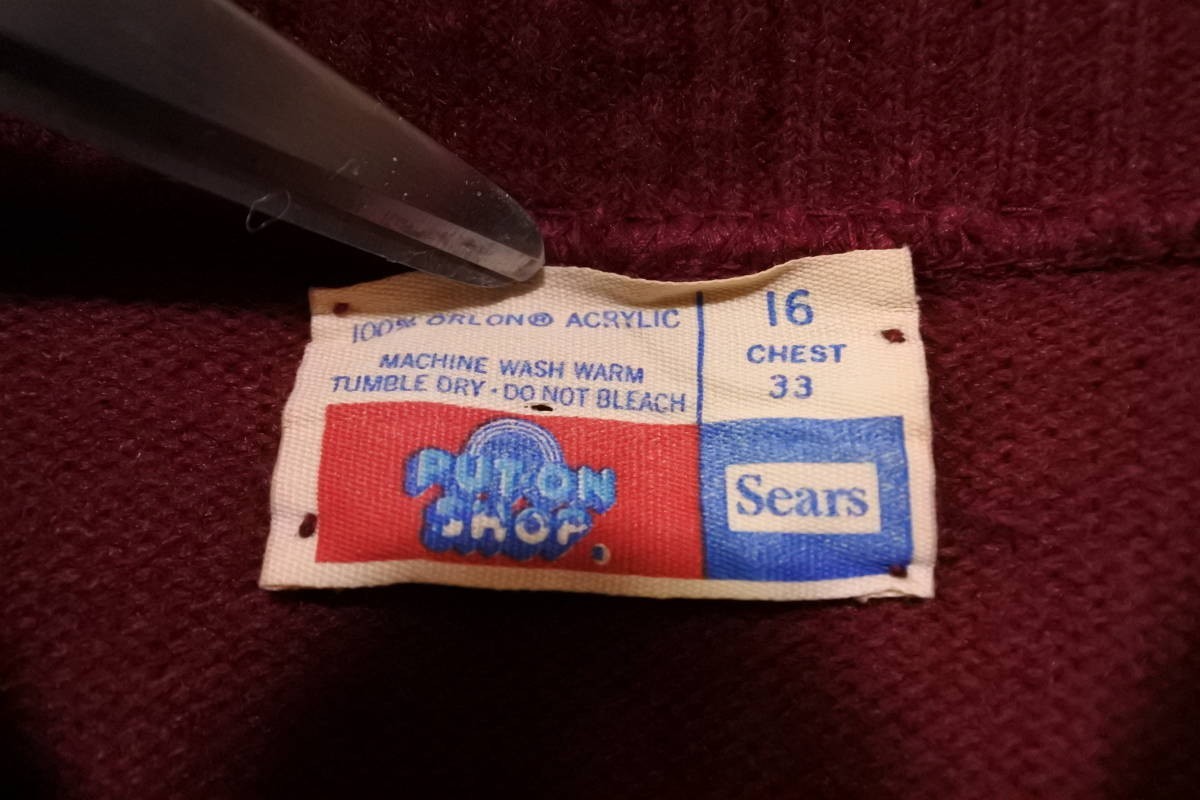 100% ORLON® ACRYLIC
MACHINE WASH WARM
TUMBLE DRY · DO NOT BLEACH
16
CHEST
33
PUT-ON
SHOP
Sears